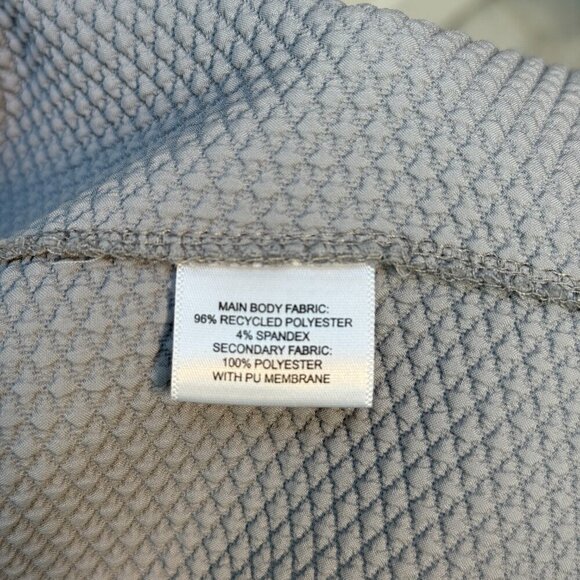 MAIN BODY FABRIC:
96% RECYCLED POLYESTER
4% SPANDEX
SECONDARY FABRIC:
100% POLYESTER
WITH PU MEMBRANE